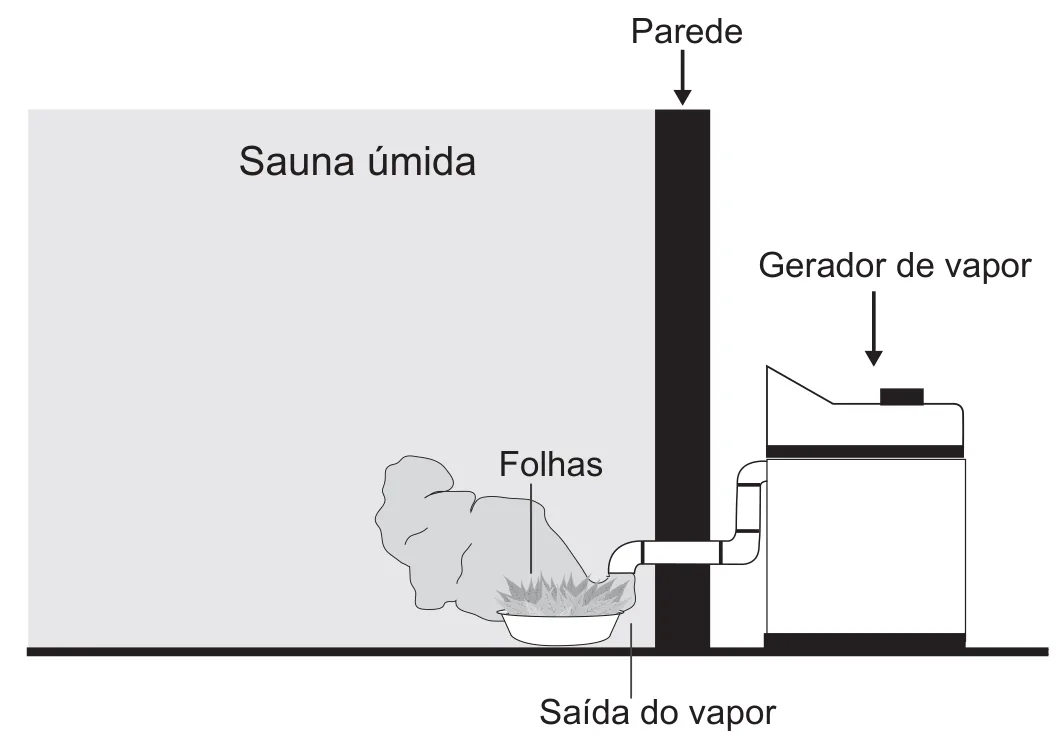 Parede
Sauna úmida
Gerador de vapor
Folhas
Saída do vapor